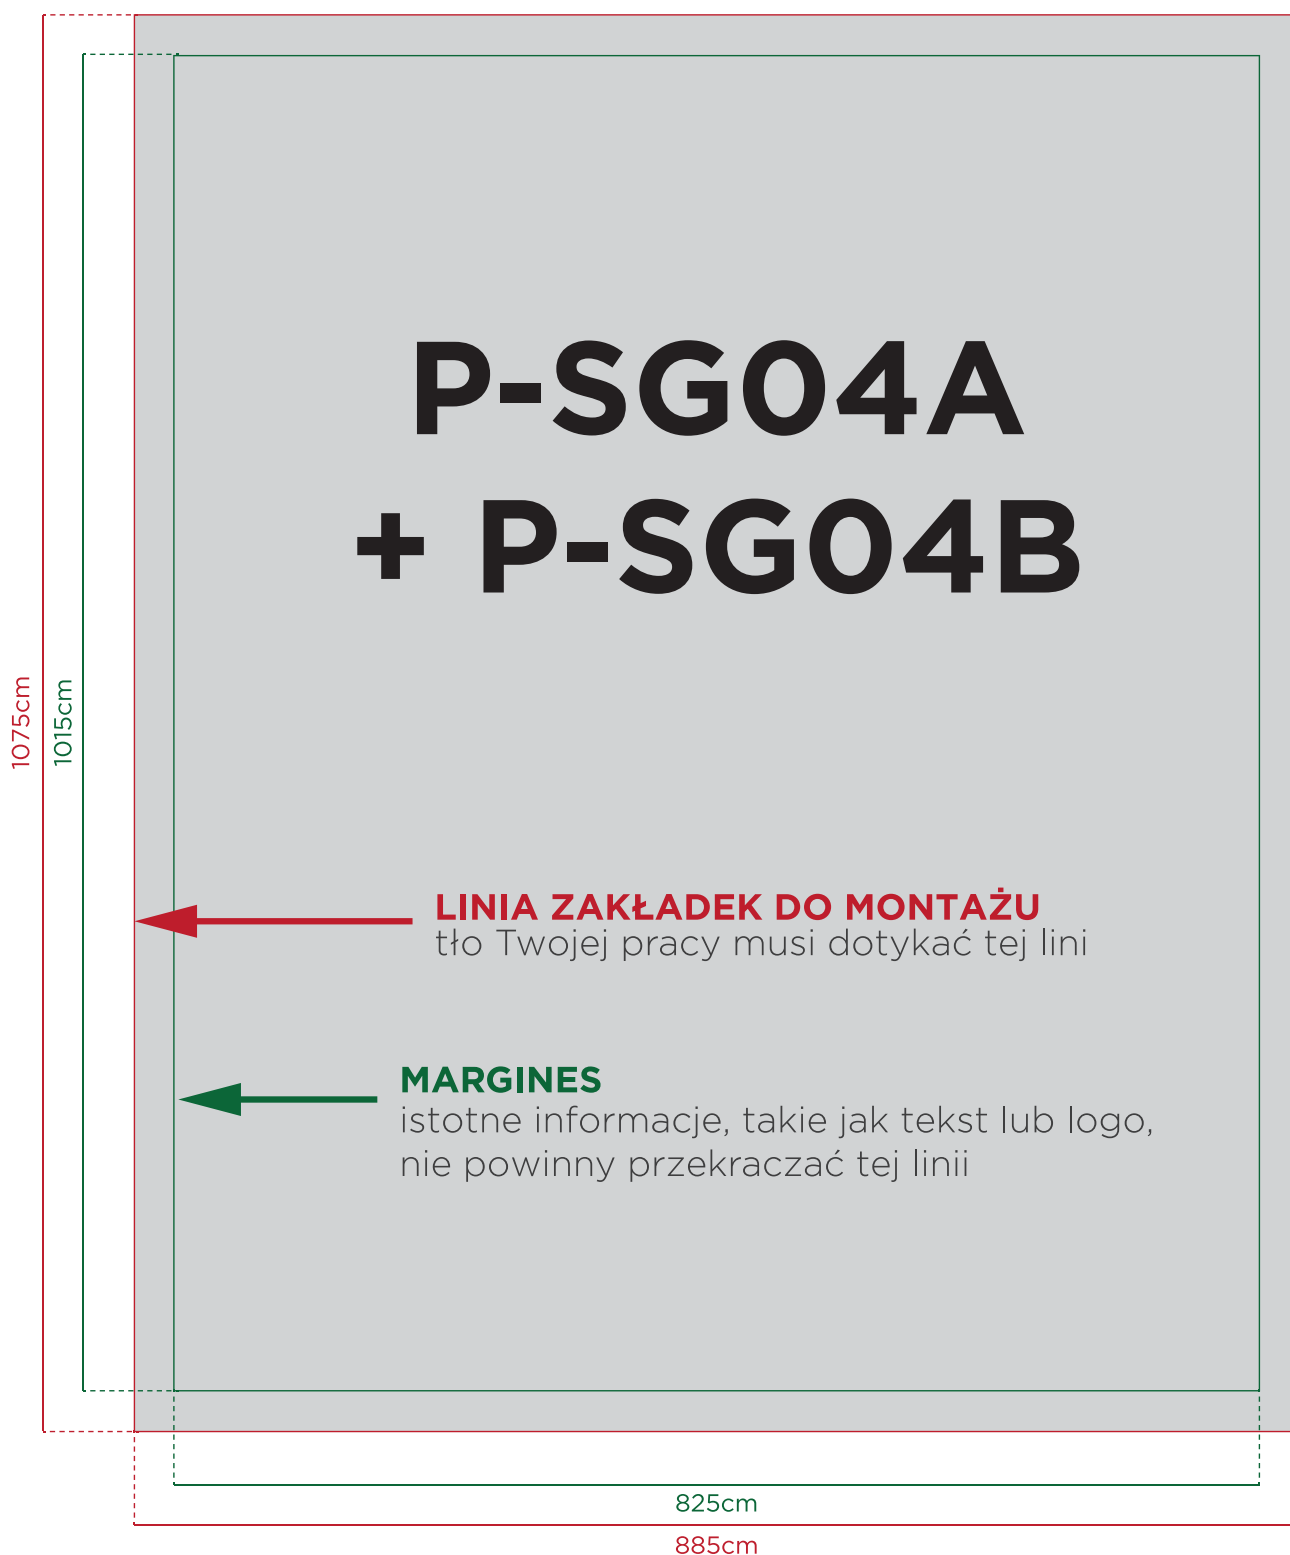 P-SG04A
+ P-SG04B
1075cm
1015cm
LINIA ZAKŁADEK DO MONTAŻU
tło Twojej pracy musi dotykać tej lini
MARGINES
istotne informacje, takie jak tekst lub logo,
nie powinny przekraczać tej linii
825cm
885cm